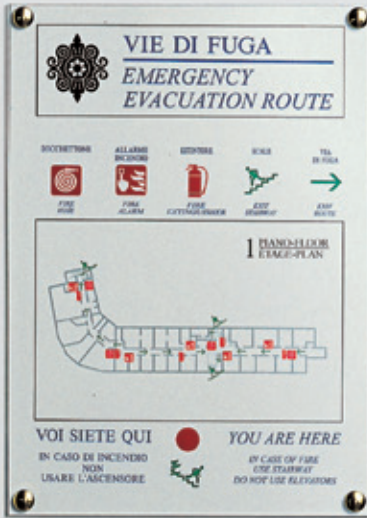 VIE DI FUGA
EMERGENCY
EVACUATION ROUTE
ALLARME
INCENDIO
ESTINTORE
SCALE
VIA
DI FUGA
FIRE
HOSE
FIRE
ALARM
FIRE
EXTINGUISHER
EXIT
STAIRWAY
EXIT
ROUTE
1 PIANO-FLOOR
ETAGE-PLAN
VOI SIETE QUI
YOU ARE HERE
IN CASO DI INCENDIO
NON
USARE L'ASCENSORE
IN CASE OF FIRE
USE STAIRWAY
DO NOT USE ELEVATORS